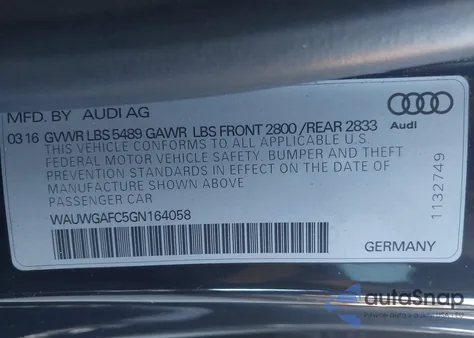 MFD. BY AUDI AG
03 16 GVWR LBS 5489 GAWR LBS FRONT 2800 /REAR 2833
THIS VEHICLE CONFORMS TO ALL APPLICABLE U.S.
FEDERAL MOTOR VEHICLE SAFETY, BUMPER AND THEFT
PREVENTION STANDARDS IN EFFECT ON THE DATE OF
MANUFACTURE SHOWN ABOVE.
PASSENGER CAR
WAUWGAFC5GN164058
Audi
1132749
GERMANY
autoSnap